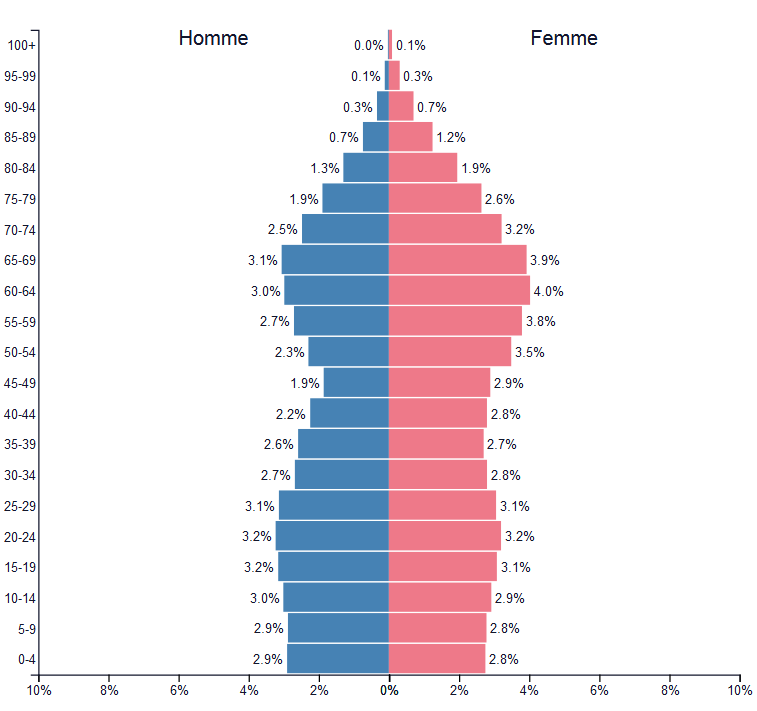 Homme Femme
100+ 0.0% 0.1%
95-99 0.1% 0.3%
90-94 0.3% 0.7%
85-89 0.7% 1.2%
80-84 1.3% 1.9%
75-79 1.9% 2.6%
70-74 2.5% 3.2%
65-69 3.1% 3.9%
60-64 3.0% 4.0%
55-59 2.7% 3.8%
50-54 2.3% 3.5%
45-49 1.9% 2.9%
40-44 2.2% 2.8%
35-39 2.6% 2.7%
30-34 2.7% 2.8%
25-29 3.1% 3.1%
20-24 3.2% 3.2%
15-19 3.2% 3.1%
10-14 3.0% 2.9%
5-9 2.9% 2.8%
0-4 2.9% 2.8%
10% 8% 6% 4% 2% 0% 2% 4% 6% 8% 10%